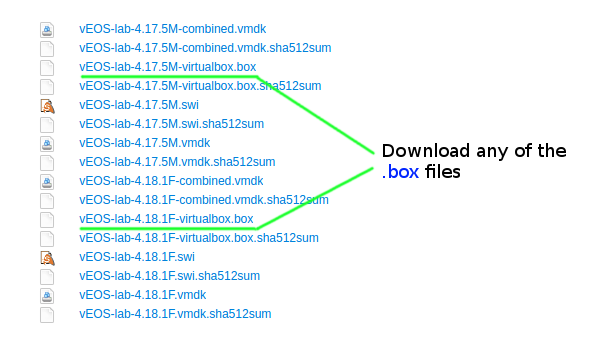 vEOS-lab-4.17.5M-combined.vmdk
vEOS-lab-4.17.5M-combined.vmdk.sha512sum
vEOS-lab-4.17.5M-virtualbox.box
vEOS-lab-4.17.5M-virtualbox.box.sha512sum
vEOS-lab-4.17.5M.swi
vEOS-lab-4.17.5M.swi.sha512sum
vEOS-lab-4.17.5M.vmdk
vEOS-lab-4.17.5M.vmdk.sha512sum
vEOS-lab-4.18.1F-combined.vmdk
vEOS-lab-4.18.1F-combined.vmdk.sha512sum
vEOS-lab-4.18.1F-virtualbox.box
vEOS-lab-4.18.1F-virtualbox.box.sha512sum
vEOS-lab-4.18.1F.swi
vEOS-lab-4.18.1F.swi.sha512sum
vEOS-lab-4.18.1F.vmdk
vEOS-lab-4.18.1F.vmdk.sha512sum
Download any of the
.box files